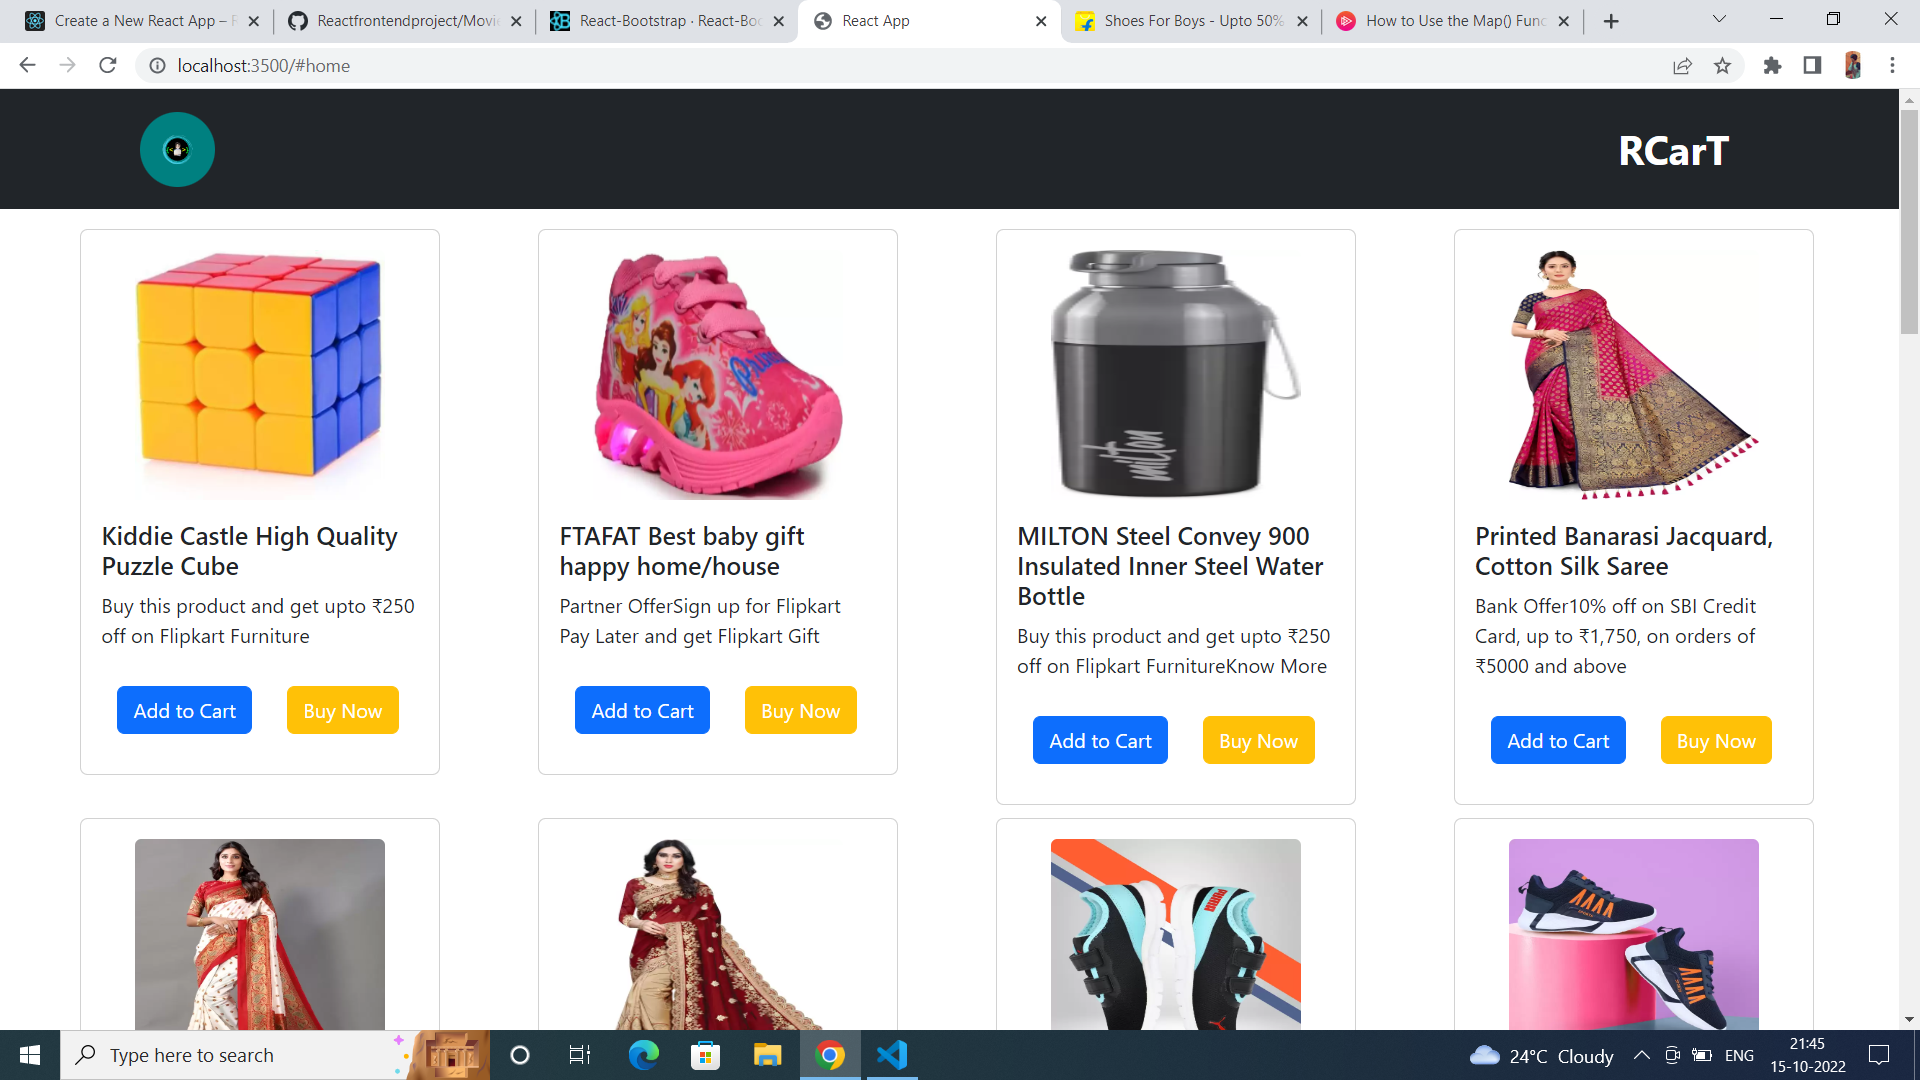 Create a New React App – R
Reactfrontendproject/Movie
React-Bootstrap · React-Boo
React App
Shoes For Boys - Upto 50%
How to Use the Map() Func
localhost:3500/#home
RCarT
milton
Kiddie Castle High Quality
Puzzle Cube
Buy this product and get upto ₹250
off on Flipkart Furniture
Add to Cart
Buy Now
FTAFAT Best baby gift
happy home/house
Partner OfferSign up for Flipkart
Pay Later and get Flipkart Gift
Add to Cart
Buy Now
MILTON Steel Convey 900
Insulated Inner Steel Water
Bottle
Buy this product and get upto ₹250
off on Flipkart FurnitureKnow More
Add to Cart
Buy Now
Printed Banarasi Jacquard,
Cotton Silk Saree
Bank Offer10% off on SBI Credit
Card, up to ₹1,750, on orders of
₹5000 and above
Add to Cart
Buy Now
PUMA
Type here to search
24°C Cloudy
ENG
21:45
15-10-2022